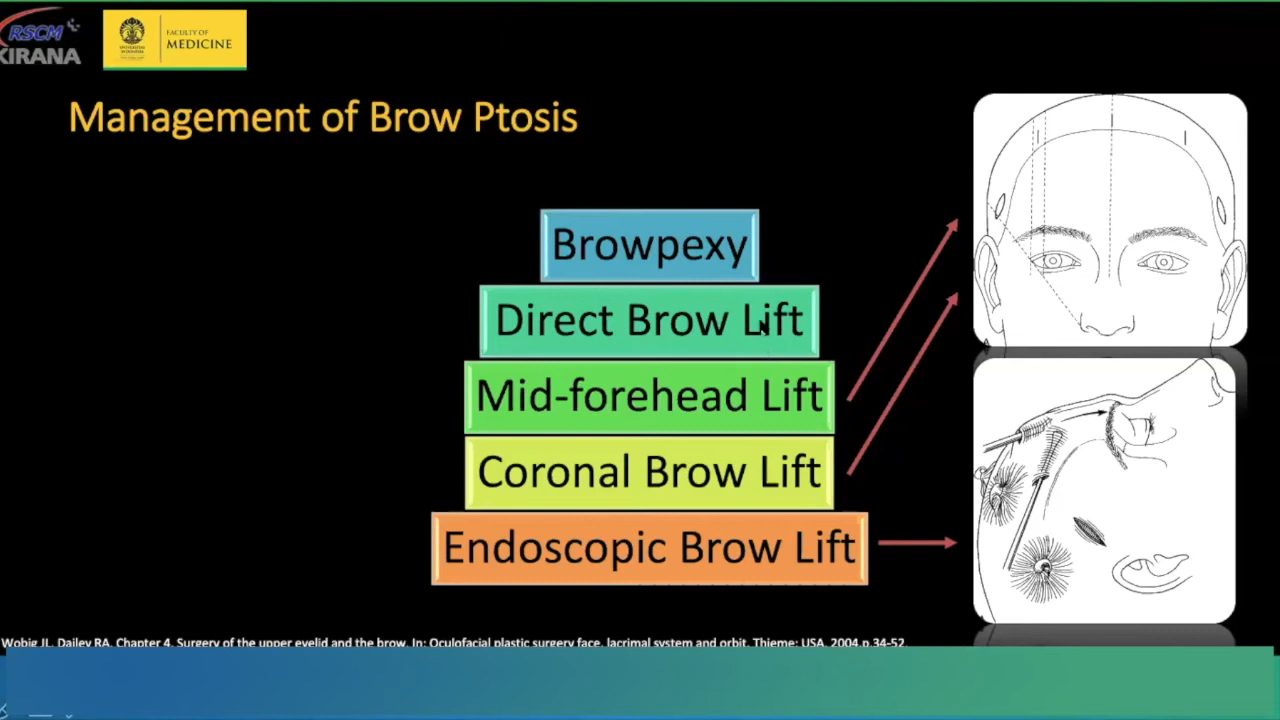 RSCM
KIRANA
FACULTY OF
MEDICINE
Management of Brow Ptosis
Browpexy
Direct Brow Lift
Mid-forehead Lift
Coronal Brow Lift
Endoscopic Brow Lift
Wobig JL, Dailey RA. Chapter 4. Surgery of the upper eyelid and the brow. In: Oculofacial plastic surgery face, lacrimal system and orbit. Thieme: USA. 2004.p.34-52.